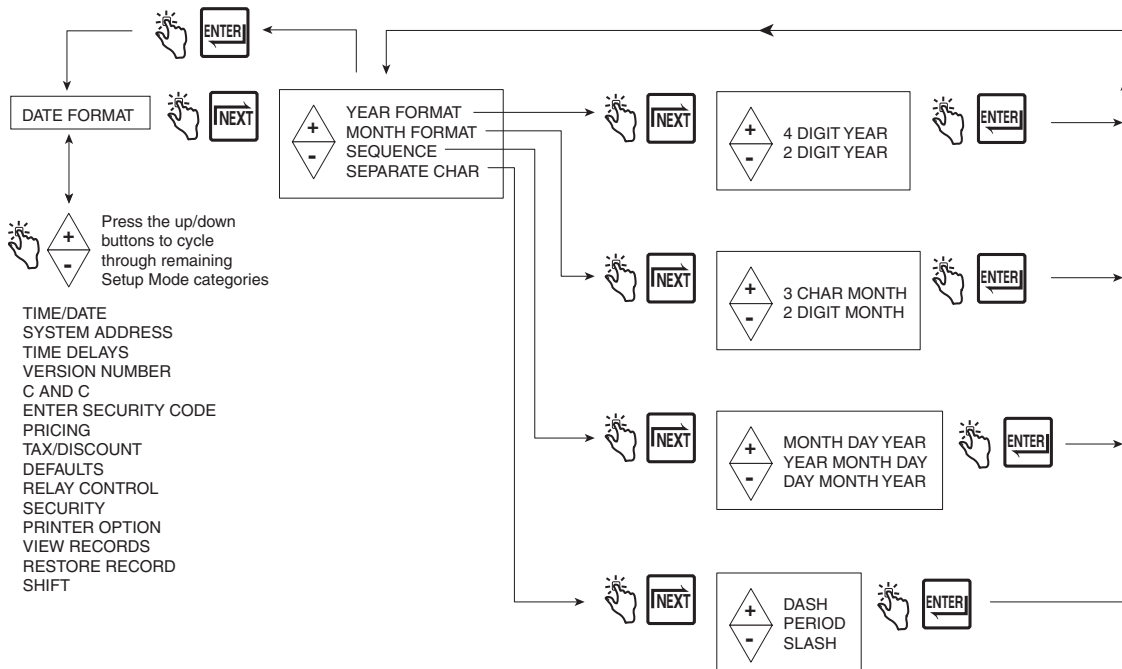 ENTER
DATE FORMAT
NEXT
+
-
YEAR FORMAT
MONTH FORMAT
SEQUENCE
SEPARATE CHAR
NEXT
+
-
4 DIGIT YEAR
2 DIGIT YEAR
ENTER
+
-
Press the up/down
buttons to cycle
through remaining
Setup Mode categories
NEXT
+
-
3 CHAR MONTH
2 DIGIT MONTH
ENTER
TIME/DATE
SYSTEM ADDRESS
TIME DELAYS
VERSION NUMBER
C AND C
ENTER SECURITY CODE
PRICING
TAX/DISCOUNT
DEFAULTS
RELAY CONTROL
SECURITY
PRINTER OPTION
VIEW RECORDS
RESTORE RECORD
SHIFT
NEXT
+
-
MONTH DAY YEAR
YEAR MONTH DAY
DAY MONTH YEAR
ENTER
NEXT
+
-
DASH
PERIOD
SLASH
ENTER